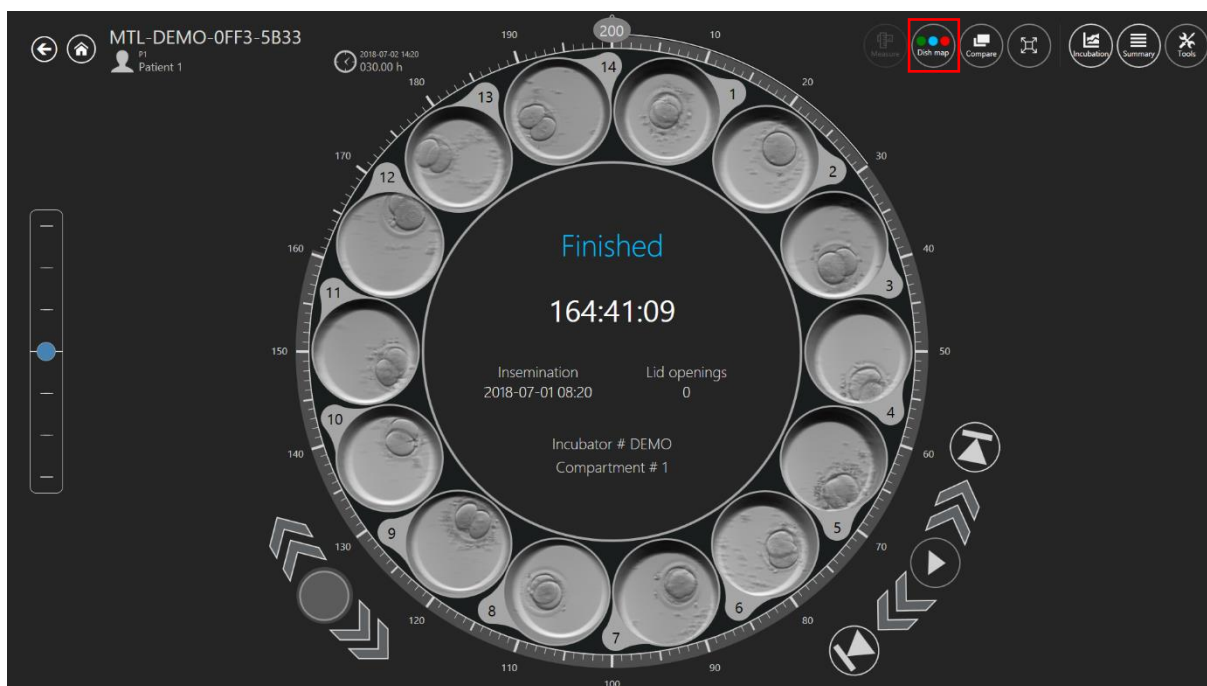 MTL-DEMO-0FF3-5B33
P1
Patient 1
2018-07-02 14:20
030.00 h
Measure
Dish map
Compare
Incubation
Summary
Tools
200
10
20
30
40
50
60
70
80
90
100
110
120
130
140
150
160
170
180
190
1
2
3
4
5
6
7
8
9
10
11
12
13
14
Finished
164:41:09
Insemination
Lid openings
2018-07-01 08:20
0
Incubator # DEMO
Compartment # 1